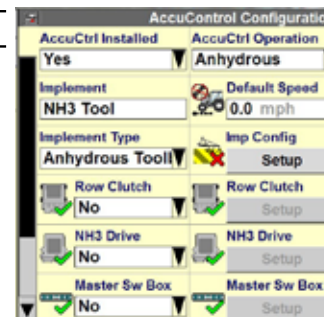 AccuControl Configuratio
AccuCtrl Installed AccuCtrl Operation
Yes Anhydrous
Implement Default Speed
NH3 Tool 0.0 mph
Implement Type Imp Config
Anhydrous Tooll Setup
Row Clutch Row Clutch
No Setup
NH3 Drive NH3 Drive
No Setup
Master Sw Box Master Sw Box
No Setup